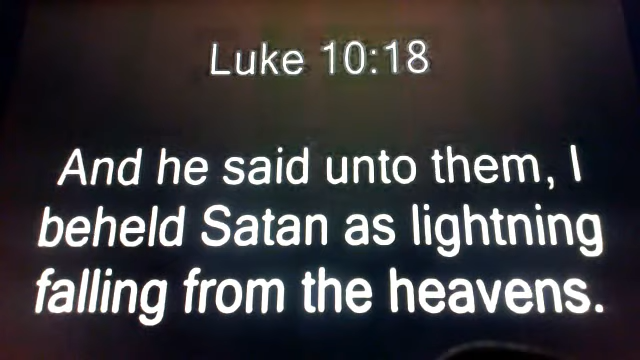 Luke 10:18
And he said unto them, I
beheld Satan as lightning
falling from the heavens.